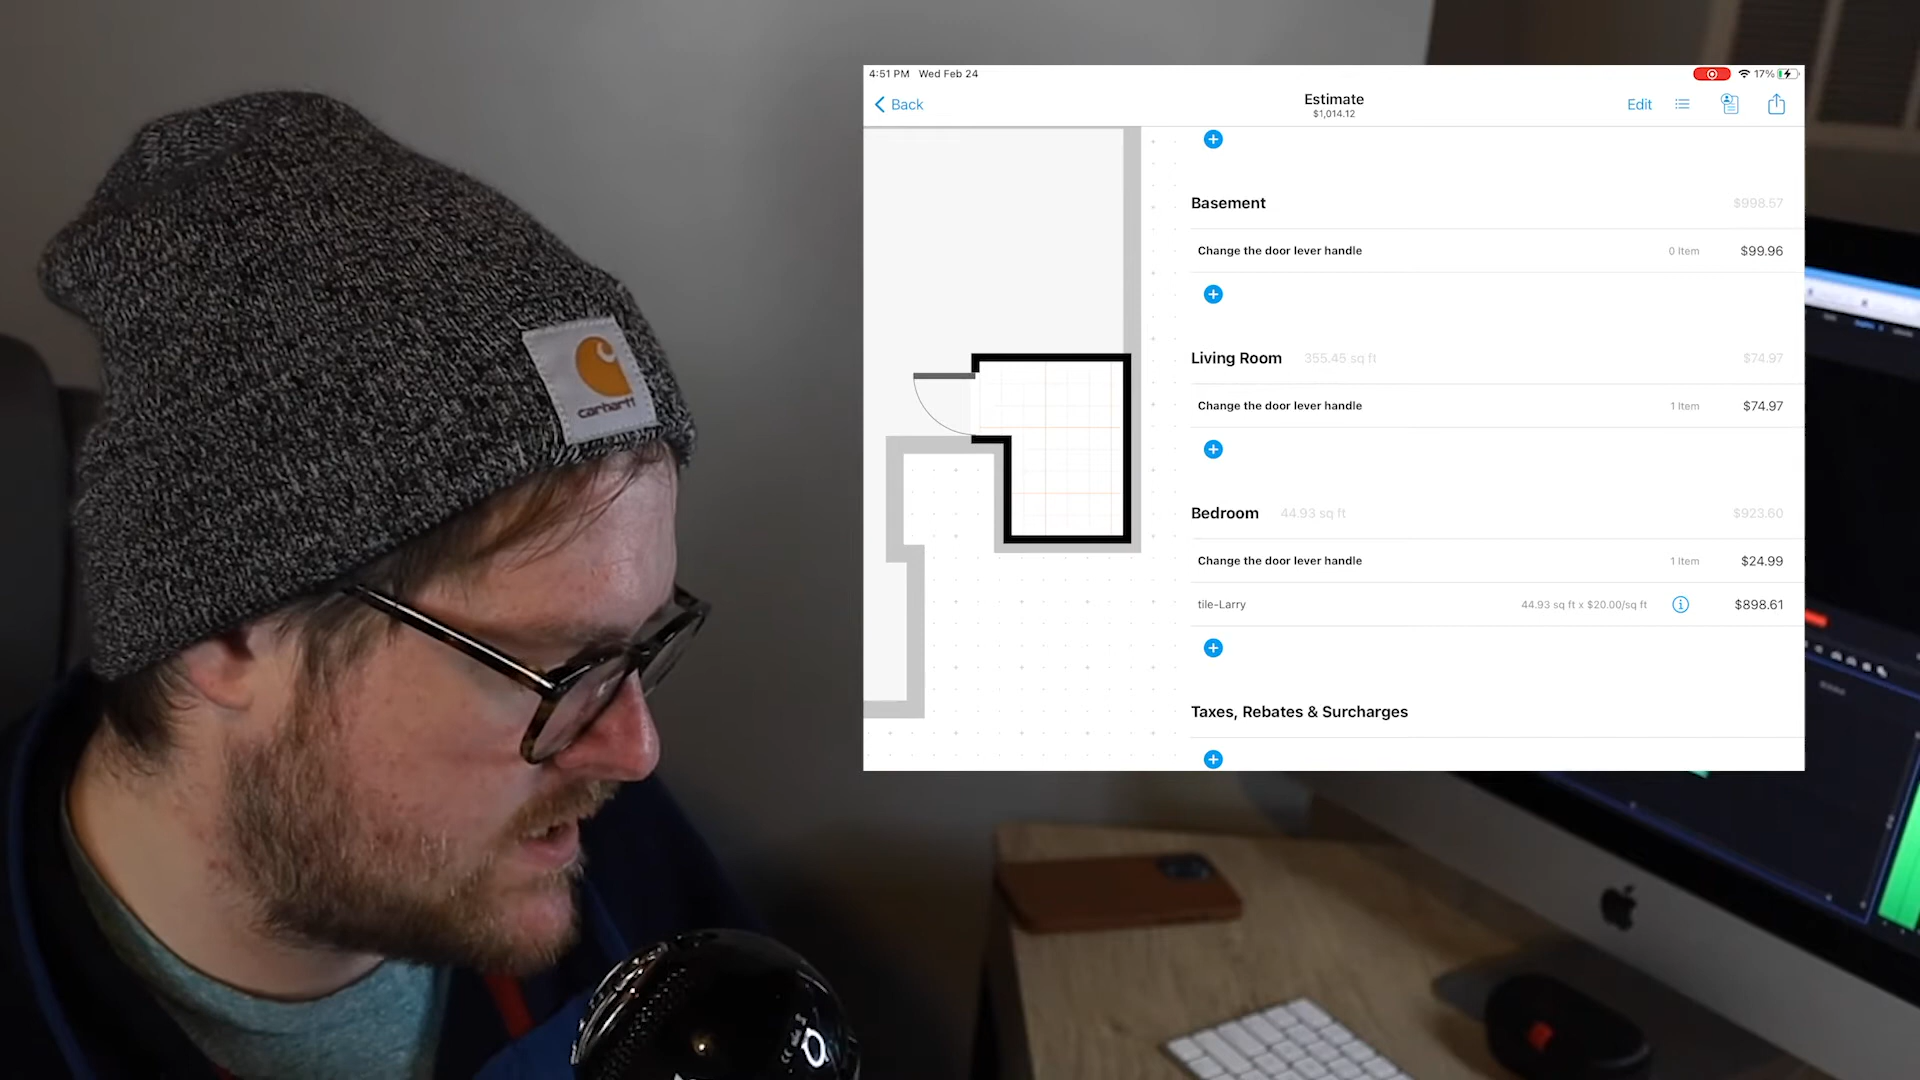 4:51 PM Wed Feb 24
17%
Back
Estimate
$1,014.12
Edit
Basement $998.57
Change the door lever handle 0 Item $99.96
Living Room 355.45 sq ft $74.97
Change the door lever handle 1 Item $74.97
Bedroom 44.93 sq ft $923.60
Change the door lever handle 1 Item $24.99
tile-Larry 44.93 sq ft x $20.00/sq ft $898.61
Taxes, Rebates & Surcharges
carhartt